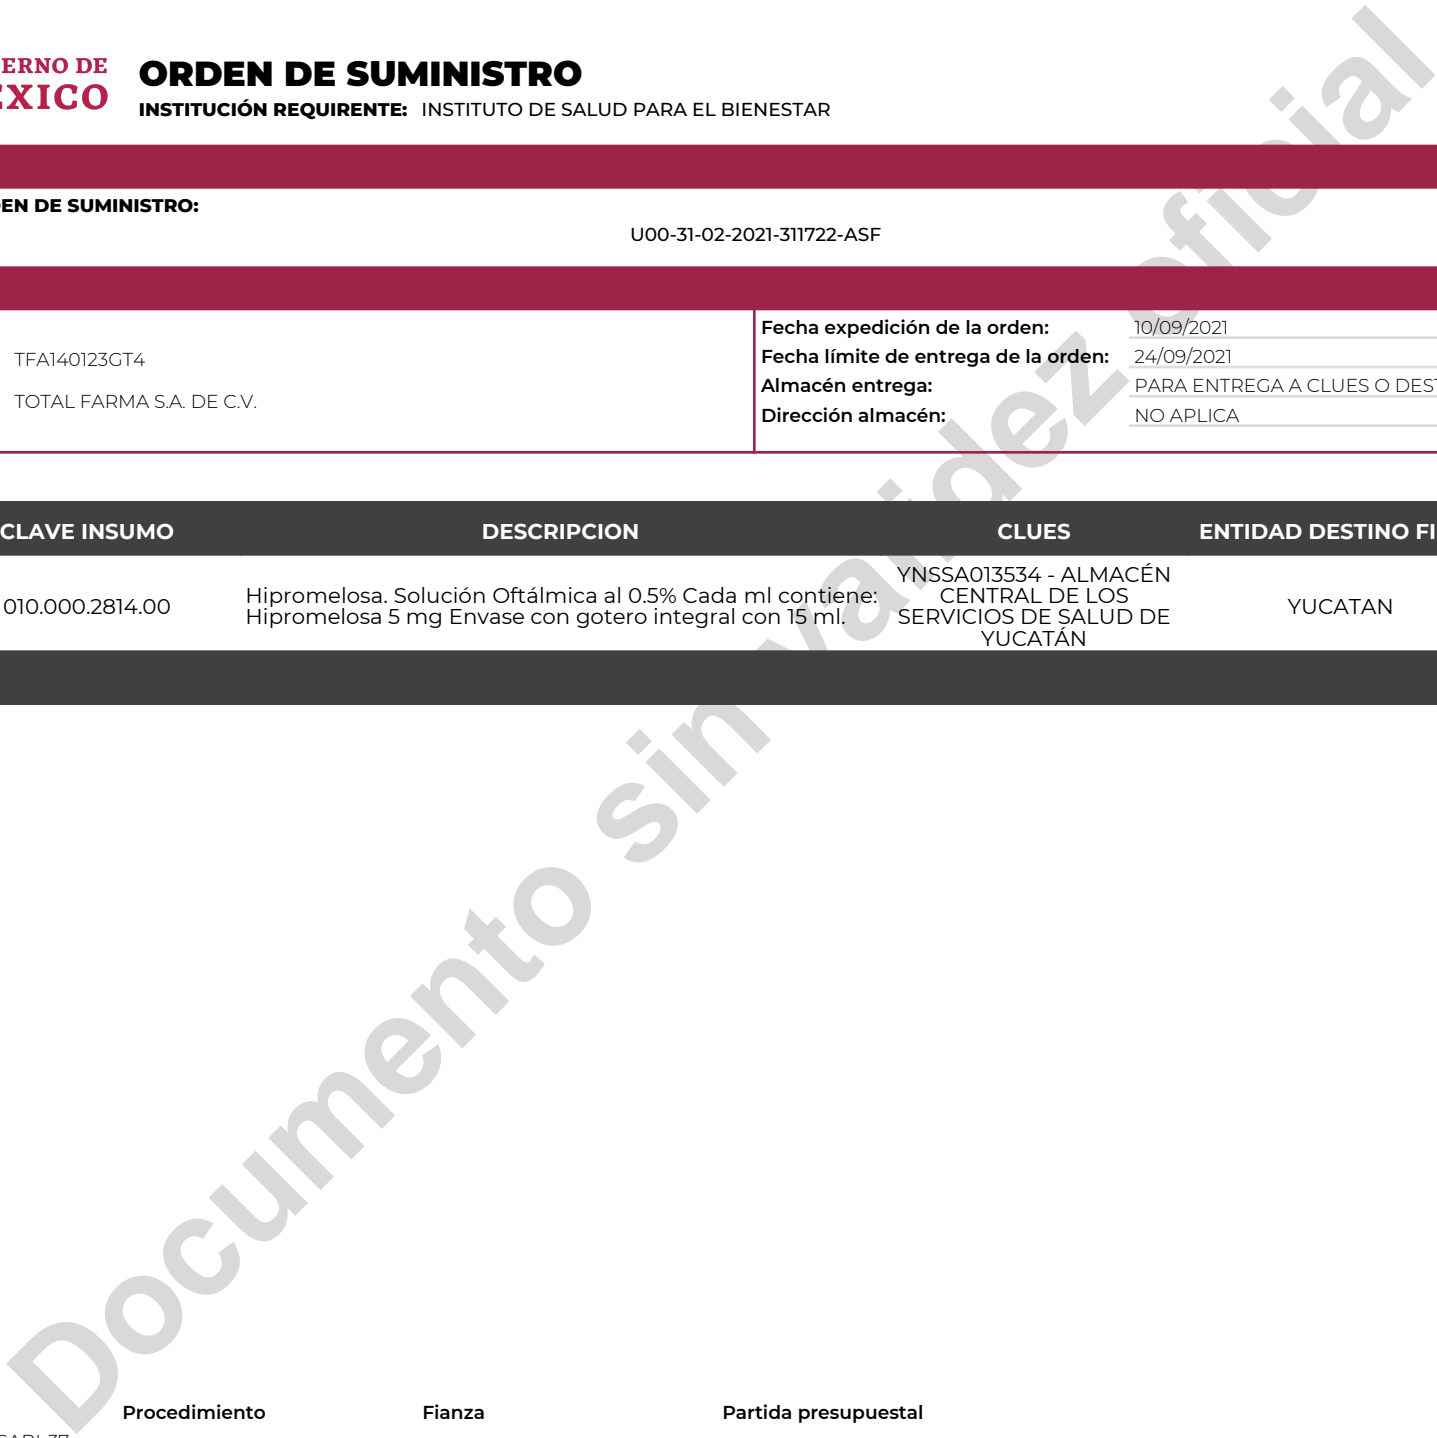 ERNO DE
EXICO
ORDEN DE SUMINISTRO
INSTITUCIÓN REQUIRENTE: INSTITUTO DE SALUD PARA EL BIENESTAR
EN DE SUMINISTRO:
U00-31-02-2021-311722-ASF
TFA140123GT4
TOTAL FARMA S.A. DE C.V.
Fecha expedición de la orden: 10/09/2021
Fecha límite de entrega de la orden: 24/09/2021
Almacén entrega: PARA ENTREGA A CLUES O DEST
Dirección almacén: NO APLICA
CLAVE INSUMO DESCRIPCION CLUES ENTIDAD DESTINO FI
010.000.2814.00
Hipromelosa. Solución Oftálmica al 0.5% Cada ml contiene:
Hipromelosa 5 mg Envase con gotero integral con 15 ml.
YNSSA013534 - ALMACÉN
CENTRAL DE LOS
SERVICIOS DE SALUD DE
YUCATÁN
YUCATAN
Documento sin validez oficial
Procedimiento Fianza Partida presupuestal